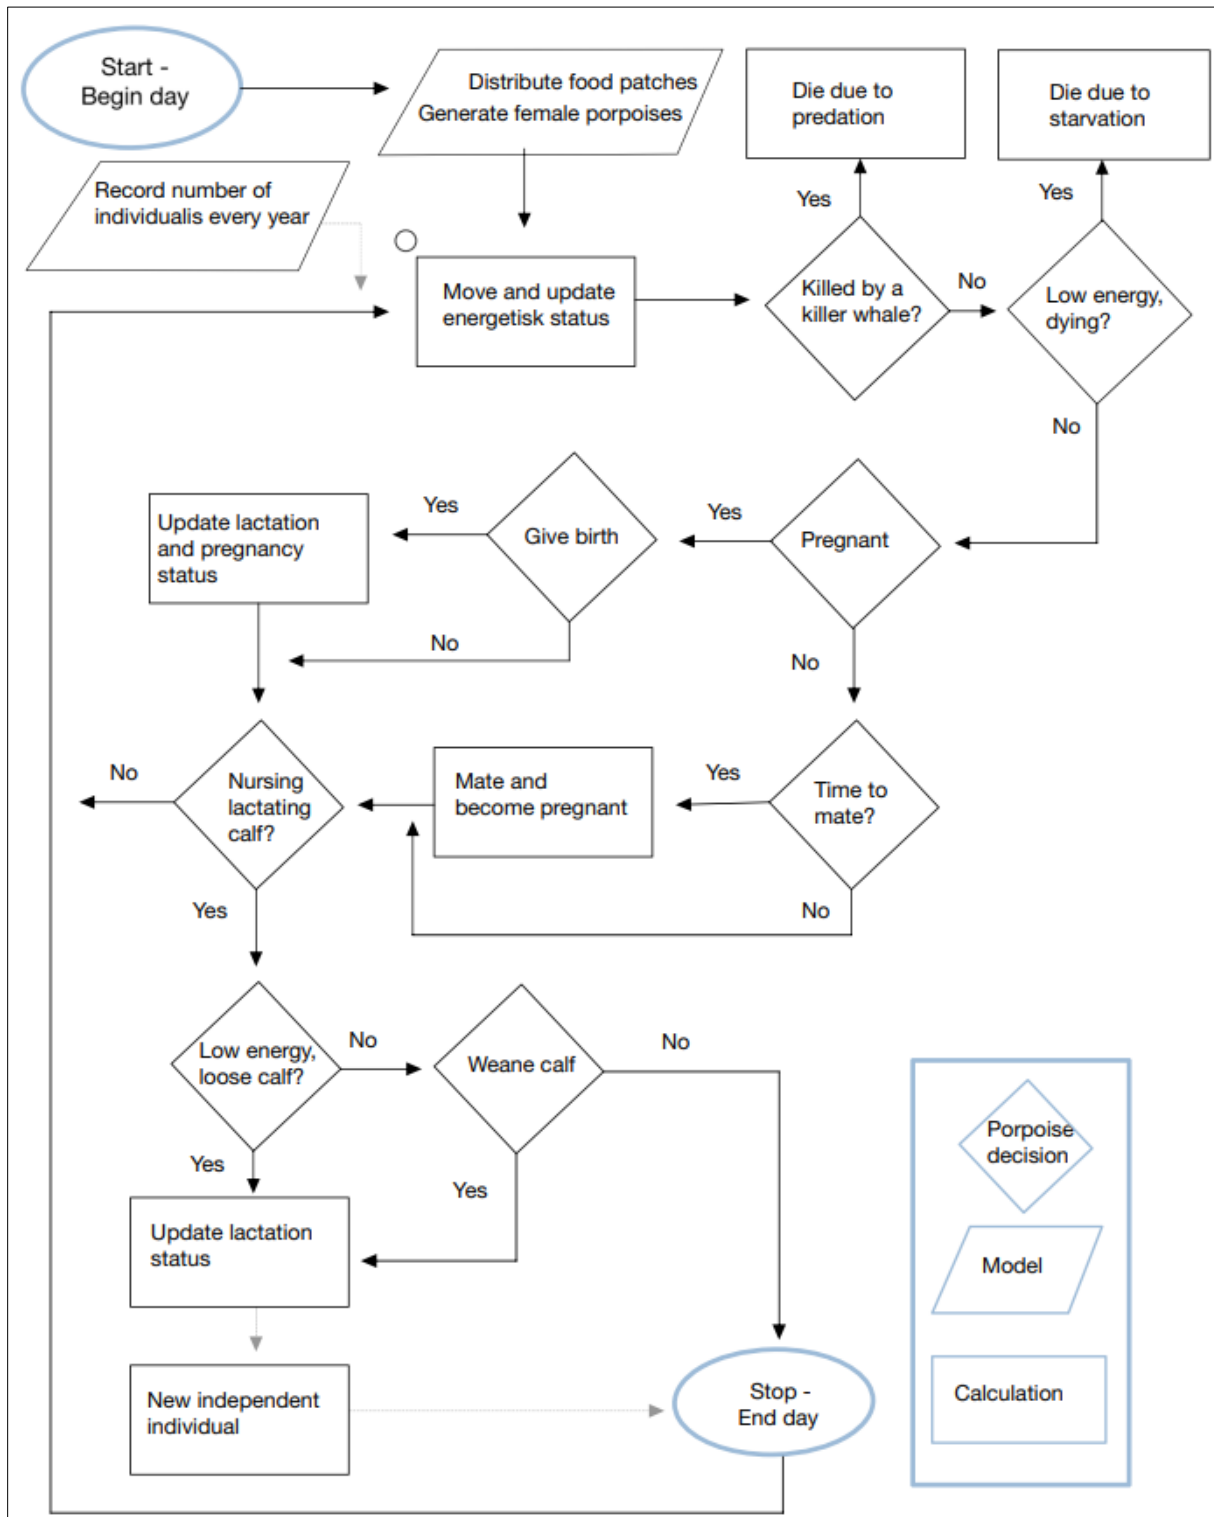 Start -
Begin day
Distribute food patches
Generate female porpoises
Die due to
predation
Die due to
starvation
Record number of
individualis every year
Yes
Yes
Move and update
energetisk status
Killed by a
killer whale?
No
Low energy,
dying?
No
Update lactation
and pregnancy
status
Yes
Give birth
Yes
Pregnant
No
No
No
Nursing
lactating
calf?
Mate and
become pregnant
Yes
Time to
mate?
Yes
No
Low energy,
loose calf?
No
Weane calf
No
Yes
Yes
Update lactation
status
New independent
individual
Stop -
End day
Porpoise
decision
Model
Calculation